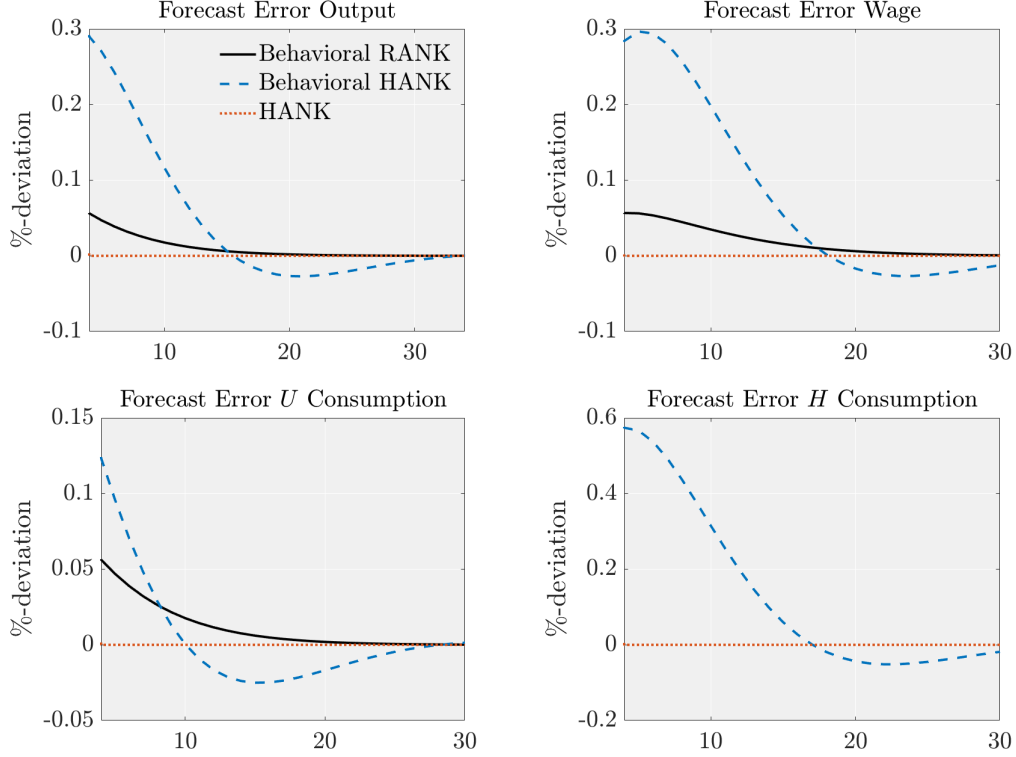 Forecast Error Output
0.3
0.2
0.1
0
-0.1
%-deviation
Behavioral RANK
Behavioral HANK
HANK
10
20
30
Forecast Error Wage
0.3
0.2
0.1
0
-0.1
%-deviation
10
20
30
Forecast Error U Consumption
0.15
0.1
0.05
0
-0.05
%-deviation
10
20
30
Forecast Error H Consumption
0.6
0.4
0.2
0
-0.2
%-deviation
10
20
30